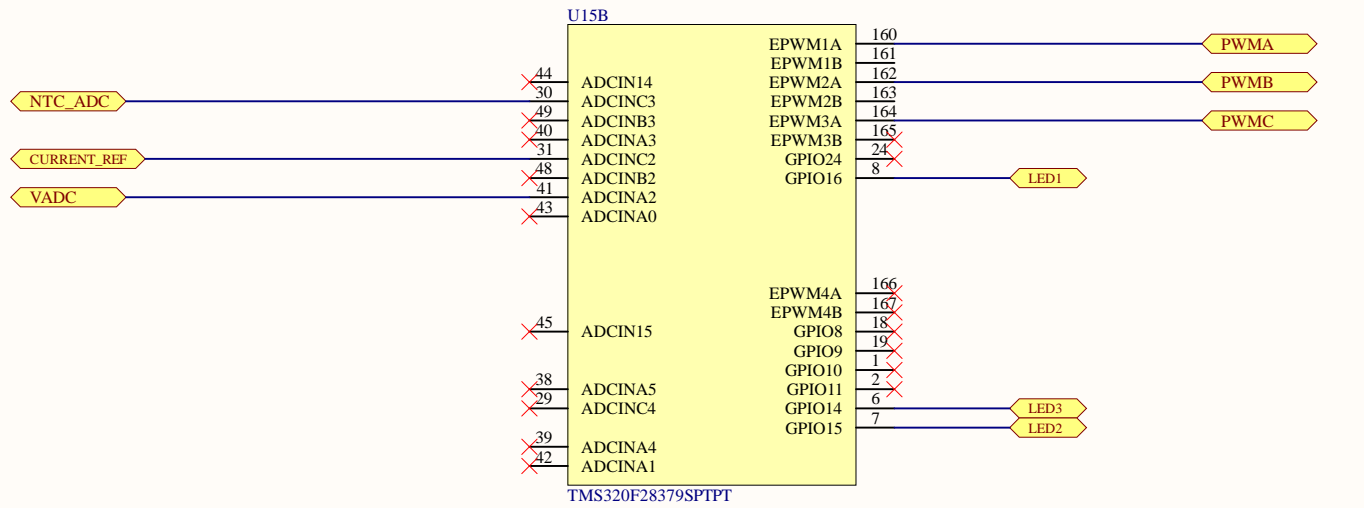 U15B
EPWM1A 160 PWMA
EPWM1B 161
44 ADCIN14 EPWM2A 162 PWMB
NTC_ADC 30 ADCINC3 EPWM2B 163
49 ADCINB3 EPWM3A 164 PWMC
40 ADCINA3 EPWM3B 165
CURRENT_REF 31 ADCINC2 GPIO24 24
48 ADCINB2 GPIO16 8 LED1
VADC 41 ADCINA2
43 ADCINA0
EPWM4A 166
EPWM4B 167
45 ADCIN15 GPIO8 18
GPIO9 19
GPIO10 1
38 ADCINA5 GPIO11 2
29 ADCINC4 GPIO14 6 LED3
GPIO15 7 LED2
39 ADCINA4
42 ADCINA1
TMS320F28379SPTPT